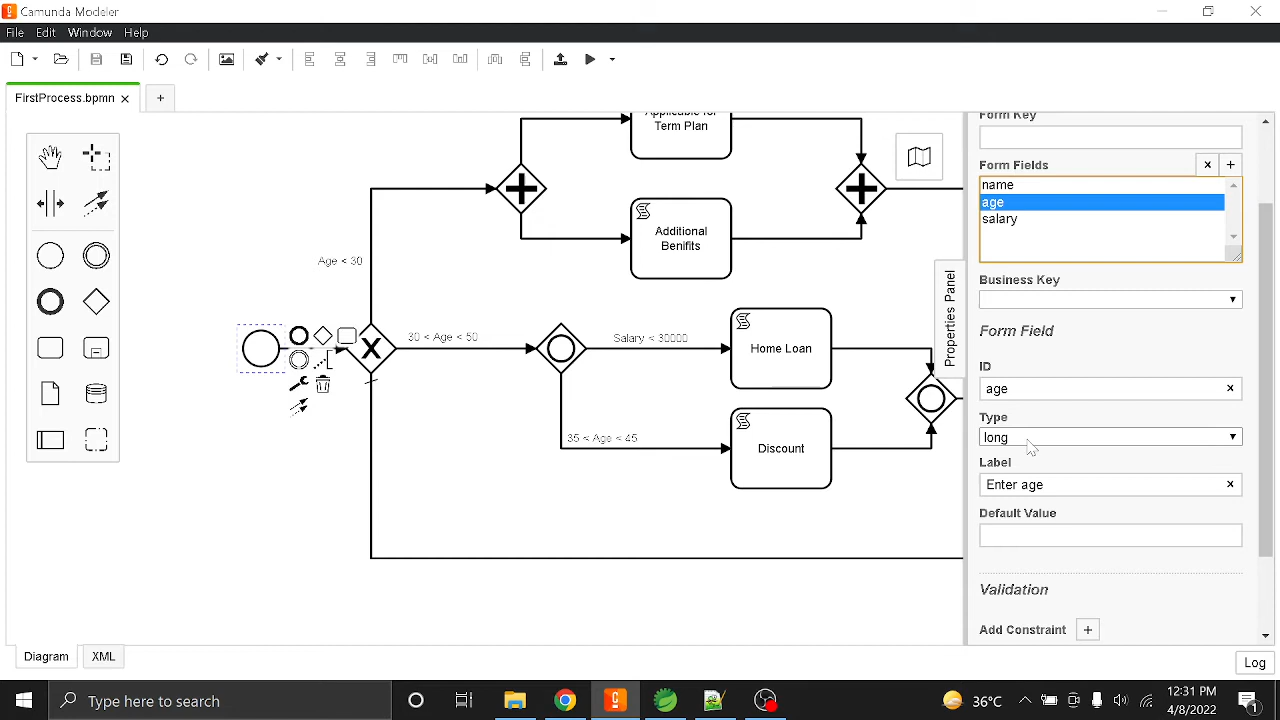 Camunda Modeler
File Edit Window Help
FirstProcess.bpmn
Applicable for
Term Plan
Additional
Benifits
Age < 30
30 < Age < 50
Salary < 30000
Home Loan
35 < Age < 45
Discount
Properties Panel
Form Key
Form Fields
name
age
salary
Business Key
Form Field
ID
age
Type
long
Label
Enter age
Default Value
Validation
Add Constraint
Diagram XML
Log
Type here to search
36°C
12:31 PM
4/8/2022
1